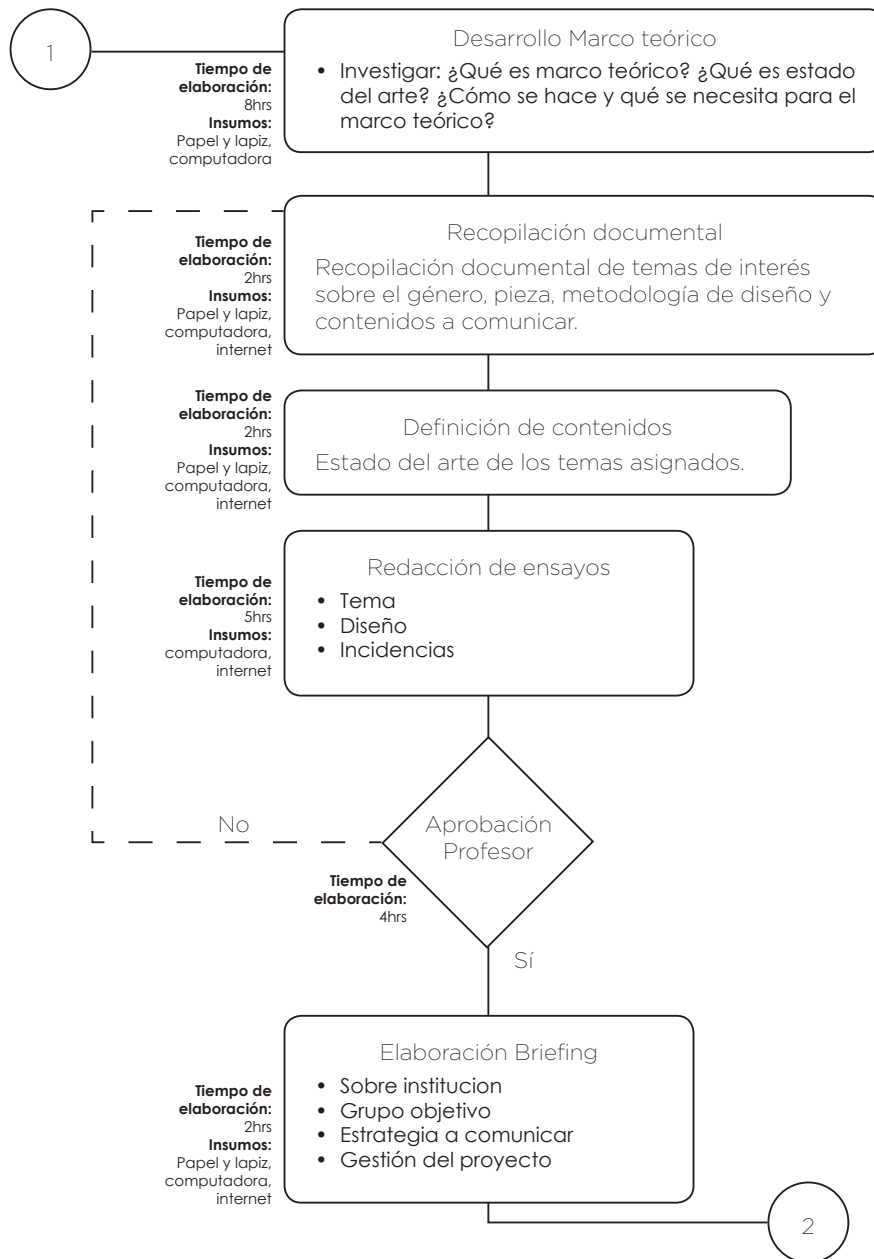 1
Desarrollo Marco teórico
• Investigar: ¿Qué es marco teórico? ¿Qué es estado
del arte? ¿Cómo se hace y qué se necesita para el
marco teórico?
Tiempo de
elaboración:
8hrs
Insumos:
Papel y lapiz,
computadora
Recopilación documental
Recopilación documental de temas de interés
sobre el género, pieza, metodología de diseño y
contenidos a comunicar.
Tiempo de
elaboración:
2hrs
Insumos:
Papel y lapiz,
computadora,
internet
Definición de contenidos
Estado del arte de los temas asignados.
Tiempo de
elaboración:
2hrs
Insumos:
Papel y lapiz,
computadora,
internet
Redacción de ensayos
• Tema
• Diseño
• Incidencias
Tiempo de
elaboración:
5hrs
Insumos:
computadora,
internet
No
Aprobación
Profesor
Tiempo de
elaboración:
4hrs
Sí
Elaboración Briefing
• Sobre institucion
• Grupo objetivo
• Estrategia a comunicar
• Gestión del proyecto
Tiempo de
elaboración:
2hrs
Insumos:
Papel y lapiz,
computadora,
internet
2